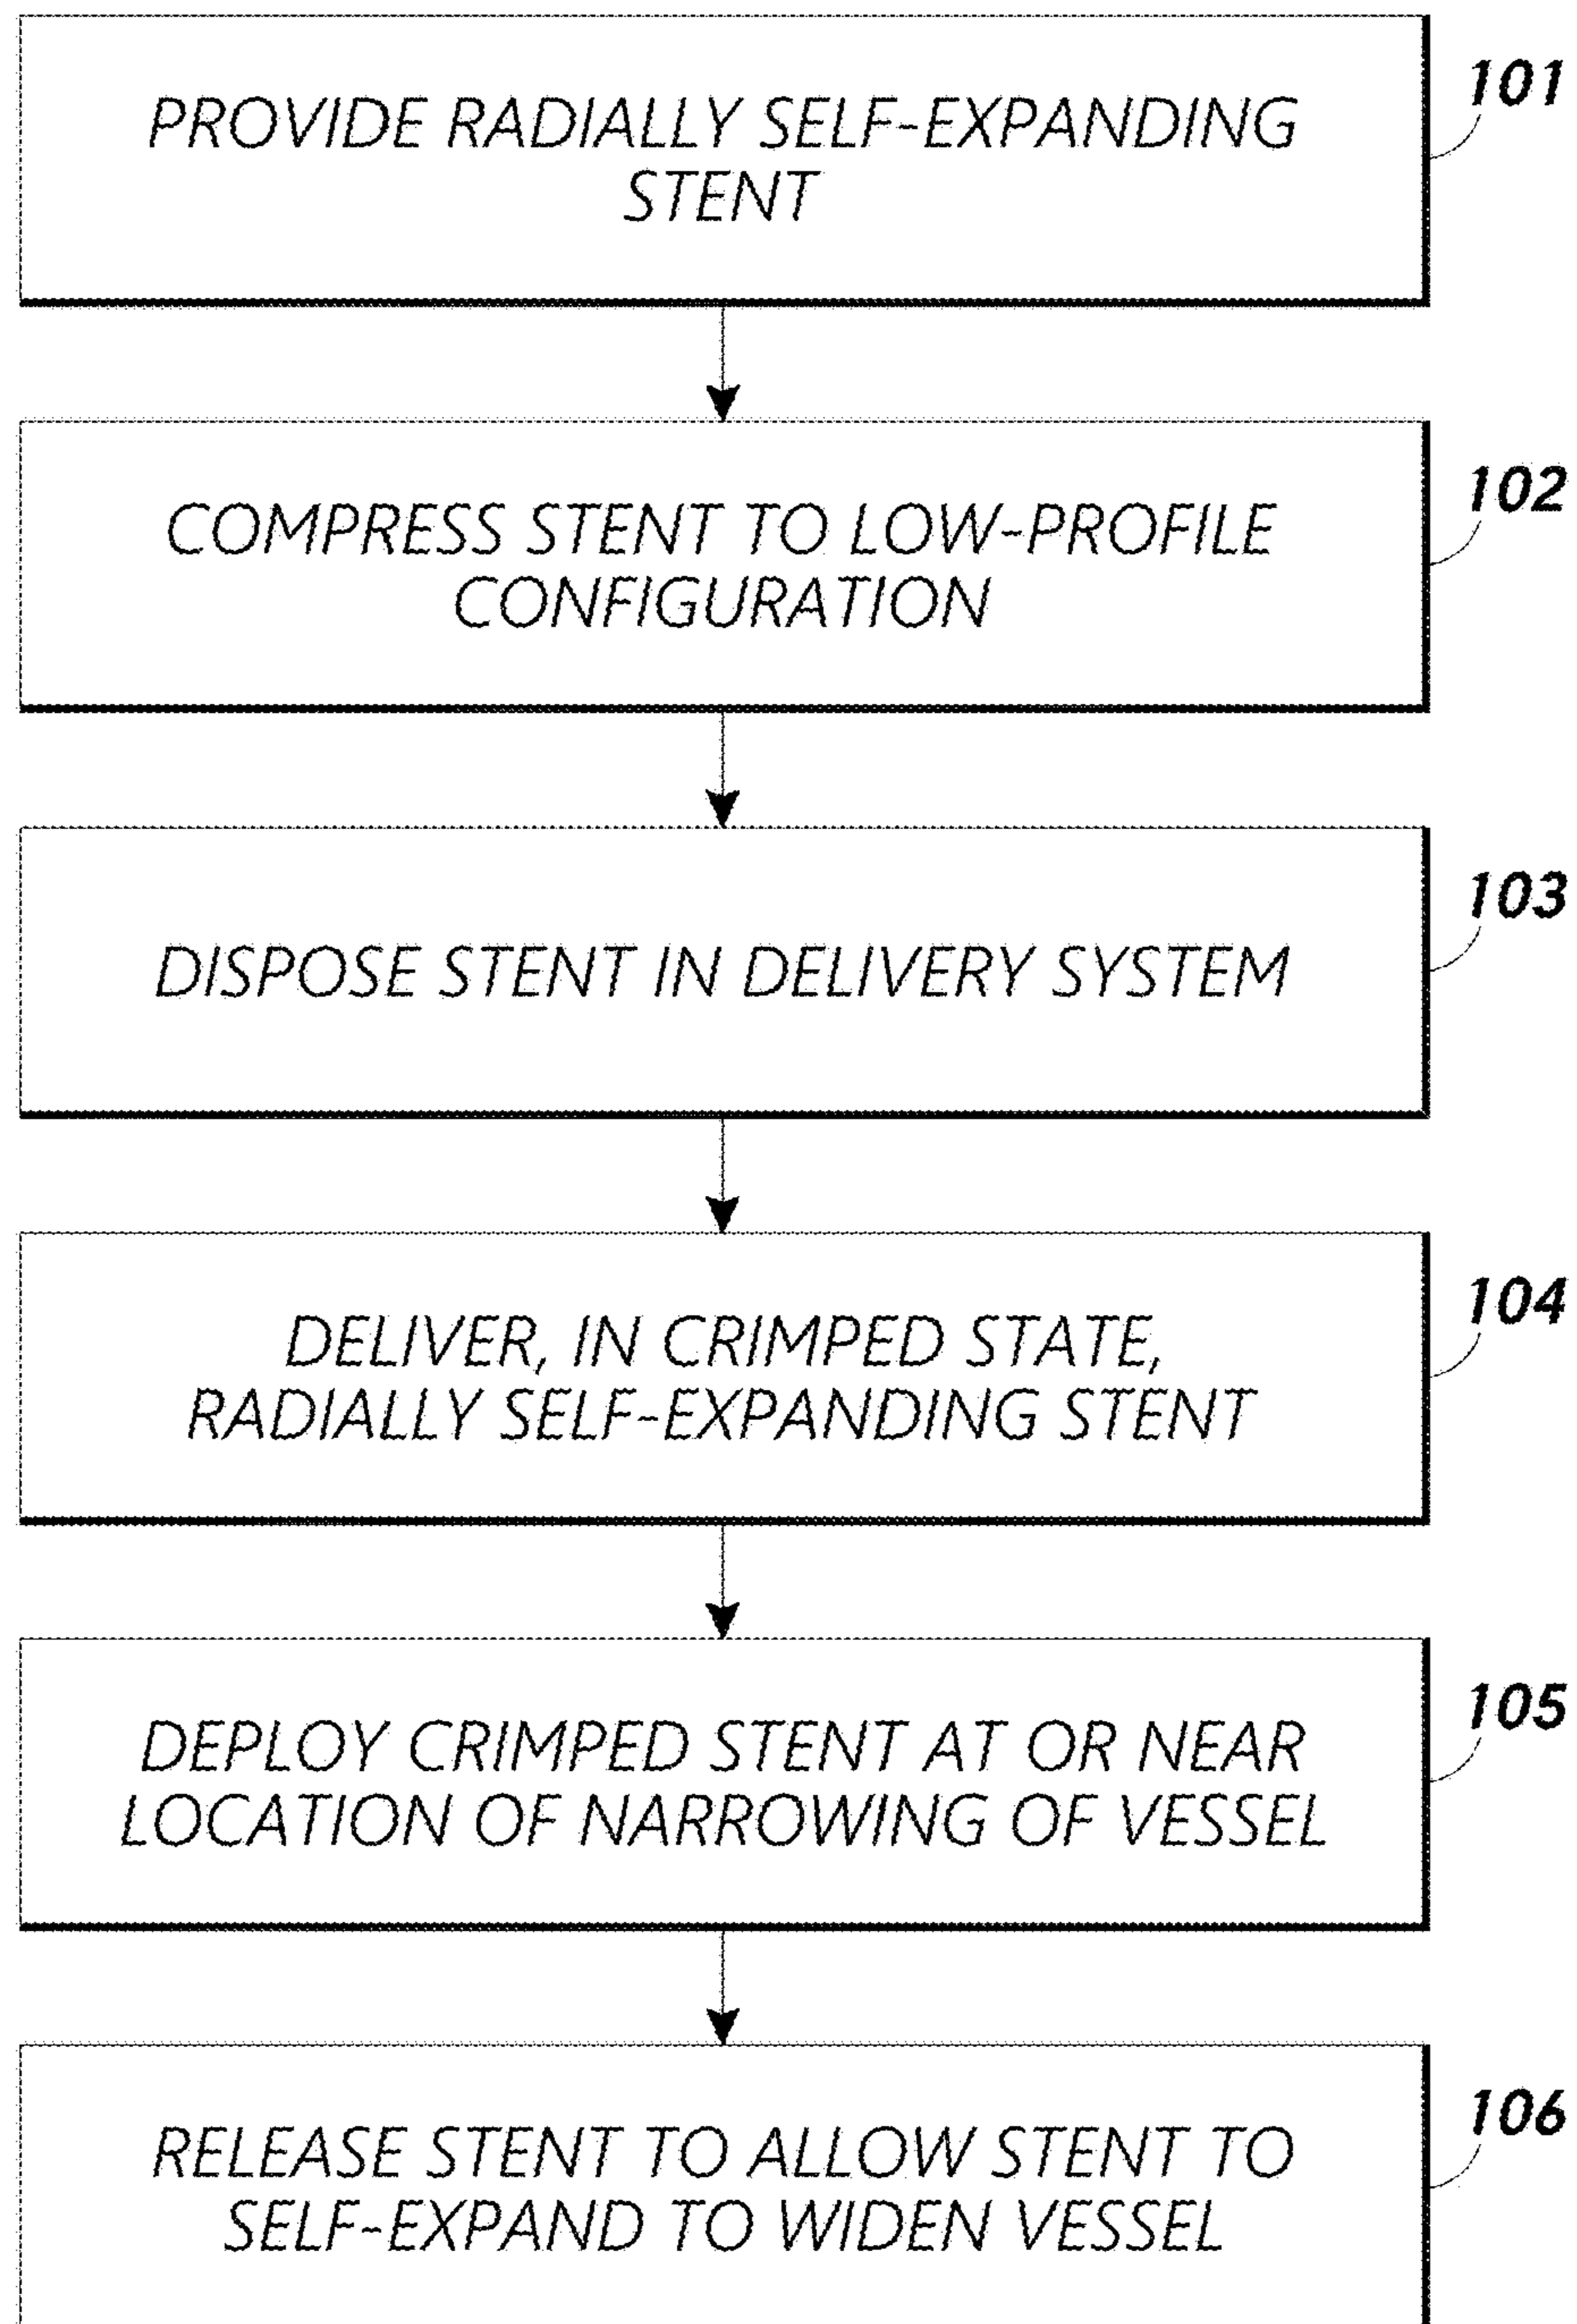 PROVIDE RADIALLY SELF-EXPANDING
STENT
101
COMPRESS STENT TO LOW-PROFILE
CONFIGURATION
102
DISPOSE STENT IN DELIVERY SYSTEM
103
DELIVER, IN CRIMPED STATE,
RADIALLY SELF-EXPANDING STENT
104
DEPLOY CRIMPED STENT AT OR NEAR
LOCATION OF NARROWING OF VESSEL
105
RELEASE STENT TO ALLOW STENT TO
SELF-EXPAND TO WIDEN VESSEL
106